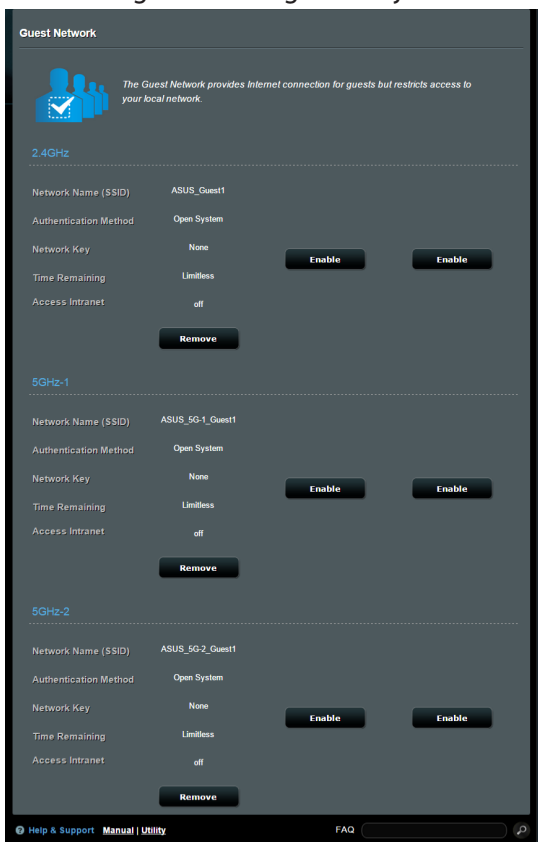 Guest Network
The Guest Network provides Internet connection for guests but restricts access to
your local network.
2.4GHz
Network Name (SSID) ASUS_Guest1
Authentication Method Open System
Network Key None
Enable Enable
Time Remaining Limitless
Access Intranet off
Remove
5GHz-1
Network Name (SSID) ASUS_5G-1_Guest1
Authentication Method Open System
Network Key None
Enable Enable
Time Remaining Limitless
Access Intranet off
Remove
5GHz-2
Network Name (SSID) ASUS_5G-2_Guest1
Authentication Method Open System
Network Key None
Enable Enable
Time Remaining Limitless
Access Intranet off
Remove
Help & Support Manual | Utility FAQ